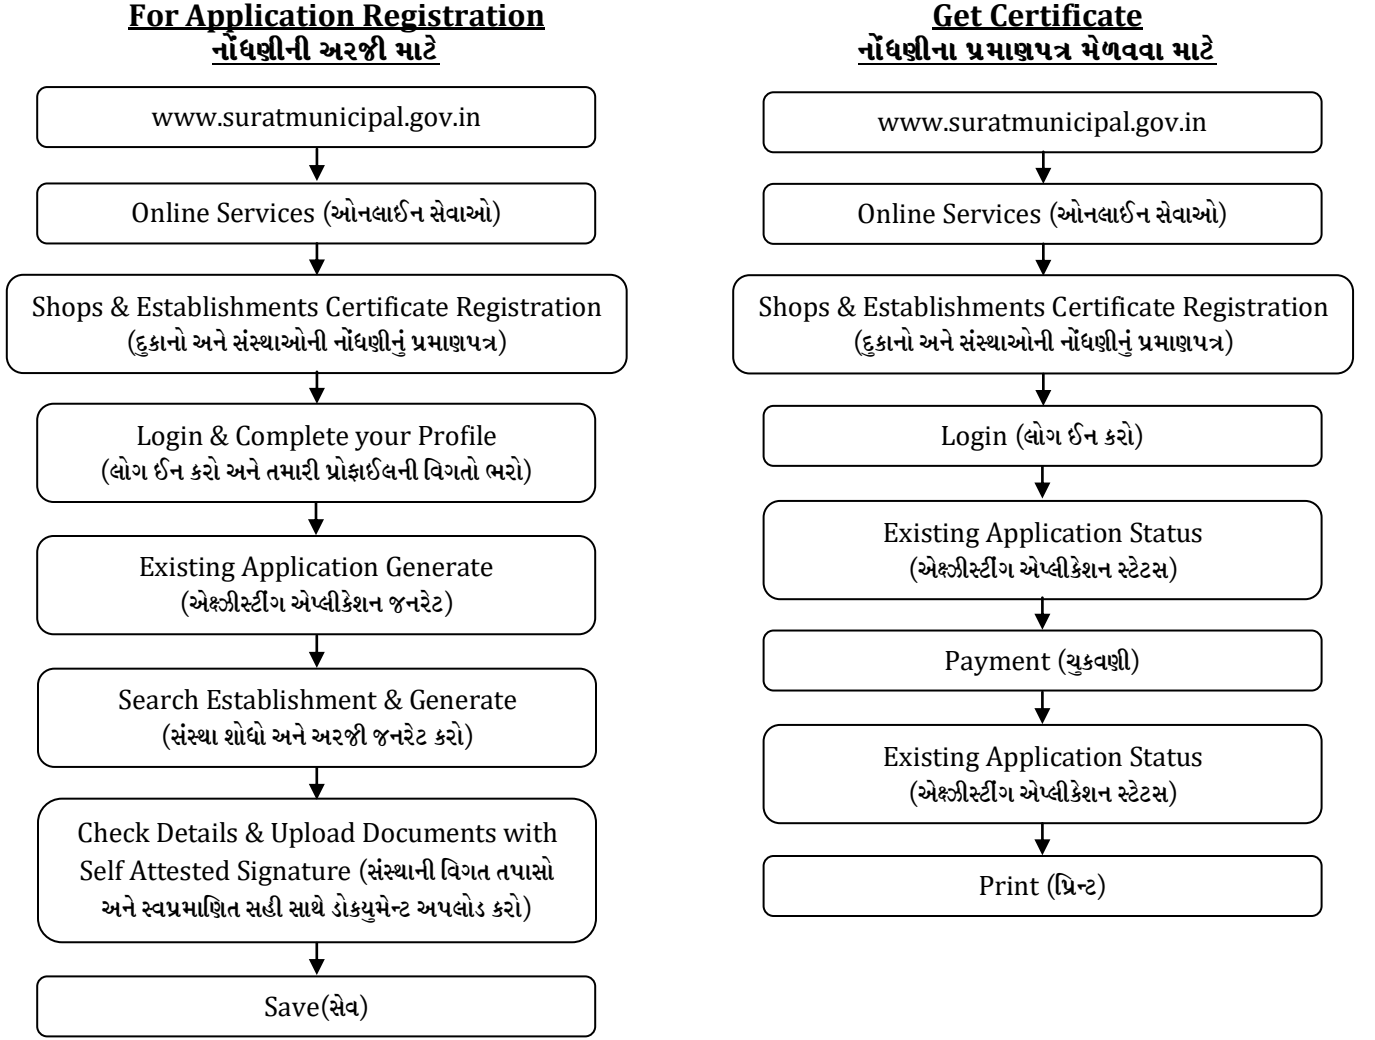 For Application Registration
નોંધણીની અરજી માટે
www.suratmunicipal.gov.in
Online Services (ઓનલાઈન સેવાઓ)
Shops & Establishments Certificate Registration
(દુકાનો અને સંસ્થાઓની નોંધણીનું પ્રમાણપત્ર)
Login & Complete your Profile
(લોગ ઈન કરો અને તમારી પ્રોફાઈલની વિગતો ભરો)
Existing Application Generate
(એક્ષ્ઝીસ્ટીંગ એપ્લીકેશન જનરેટ)
Search Establishment & Generate
(સંસ્થા શોધો અને અરજી જનરેટ કરો)
Check Details & Upload Documents with
Self Attested Signature (સંસ્થાની વિગત તપાસો
અને સ્વપ્રમાણિત સહી સાથે ડોકયુમેન્ટ અપલોડ કરો)
Save(સેવ)
Get Certificate
નોંધણીના પ્રમાણપત્ર મેળવવા માટે
www.suratmunicipal.gov.in
Online Services (ઓનલાઈન સેવાઓ)
Shops & Establishments Certificate Registration
(દુકાનો અને સંસ્થાઓની નોંધણીનું પ્રમાણપત્ર)
Login (લોગ ઈન કરો)
Existing Application Status
(એક્ષ્ઝીસ્ટીંગ એપ્લીકેશન સ્ટેટસ)
Payment (ચુકવણી)
Existing Application Status
(એક્ષ્ઝીસ્ટીંગ એપ્લીકેશન સ્ટેટસ)
Print (પ્રિન્ટ)